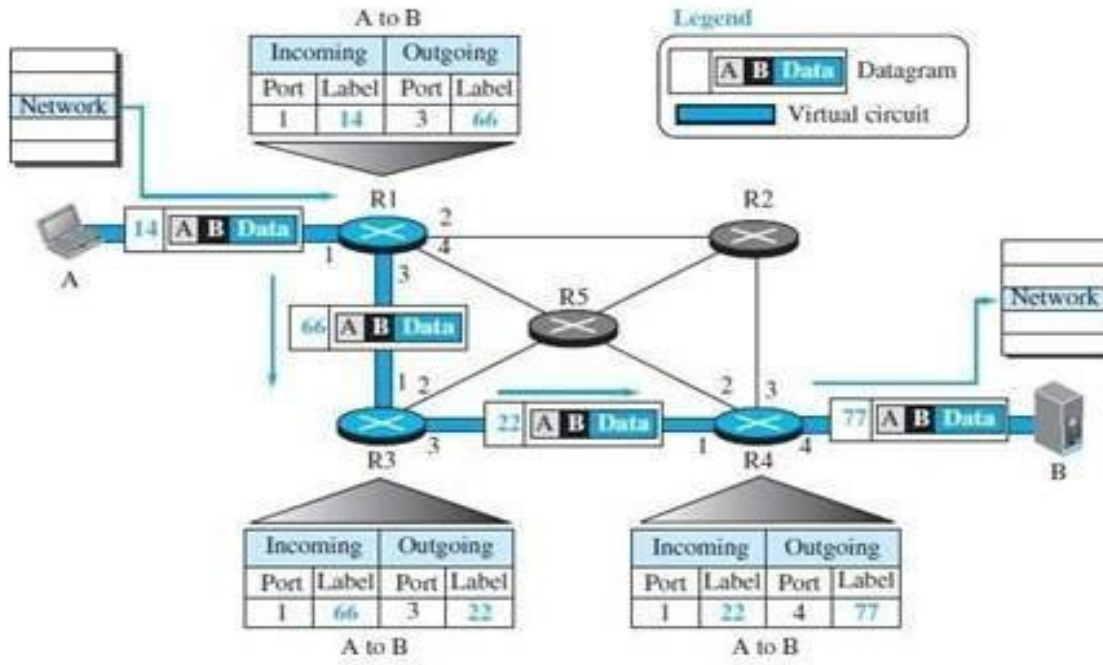 A to B
Incoming Outgoing
Port Label Port Label
1 14 3 66
Legend
A B Data Datagram
Virtual circuit
Network
R1
R2
14 A B Data
A
1
2
4
3
R5
Network
66 A B Data
1 2
2 3
R3
3
22 A B Data
1
R4
4
77 A B Data
B
Incoming Outgoing
Port Label Port Label
1 66 3 22
A to B
Incoming Outgoing
Port Label Port Label
1 22 4 77
A to B